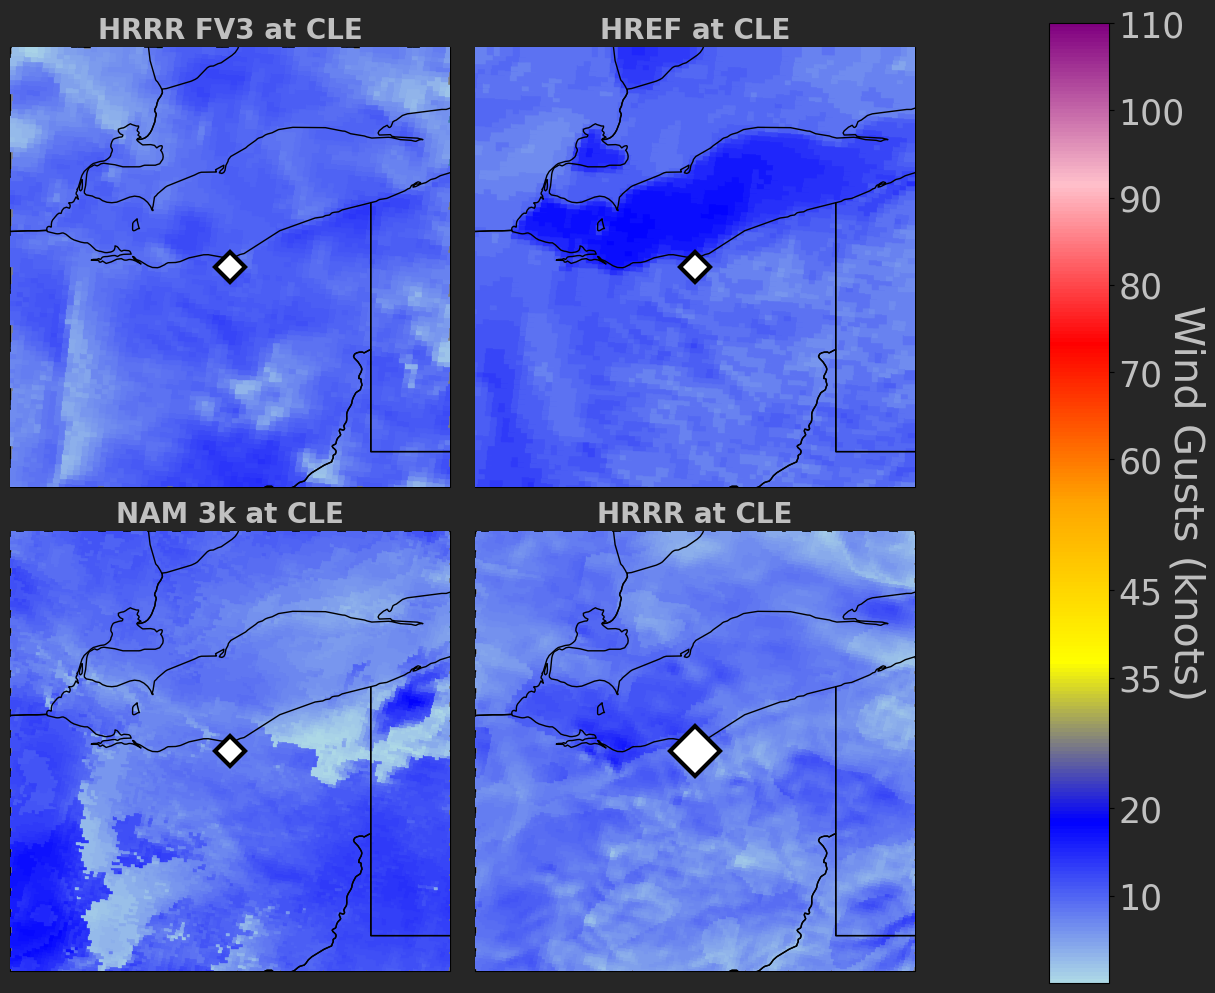 HRRR FV3 at CLE
HREF at CLE
NAM 3k at CLE
HRRR at CLE
110
100
90
80
70
60
45
35
20
10
Wind Gusts (knots)